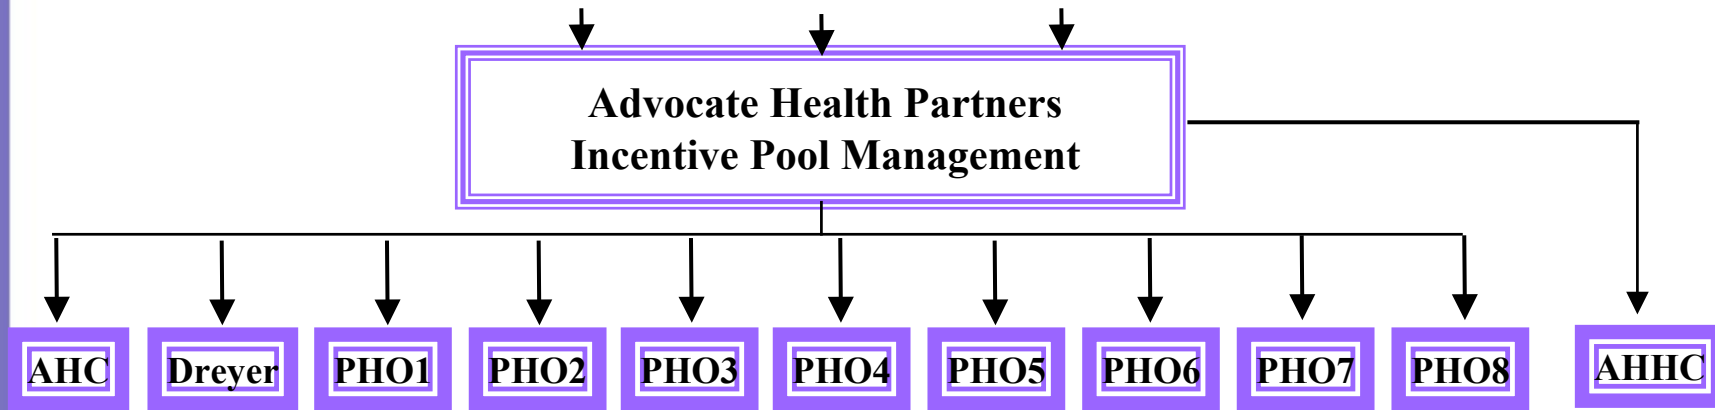 Advocate Health Partners
Incentive Pool Management
AHC Dreyer PHO1 PHO2 PHO3 PHO4 PHO5 PHO6 PHO7 PHO8 AHHC